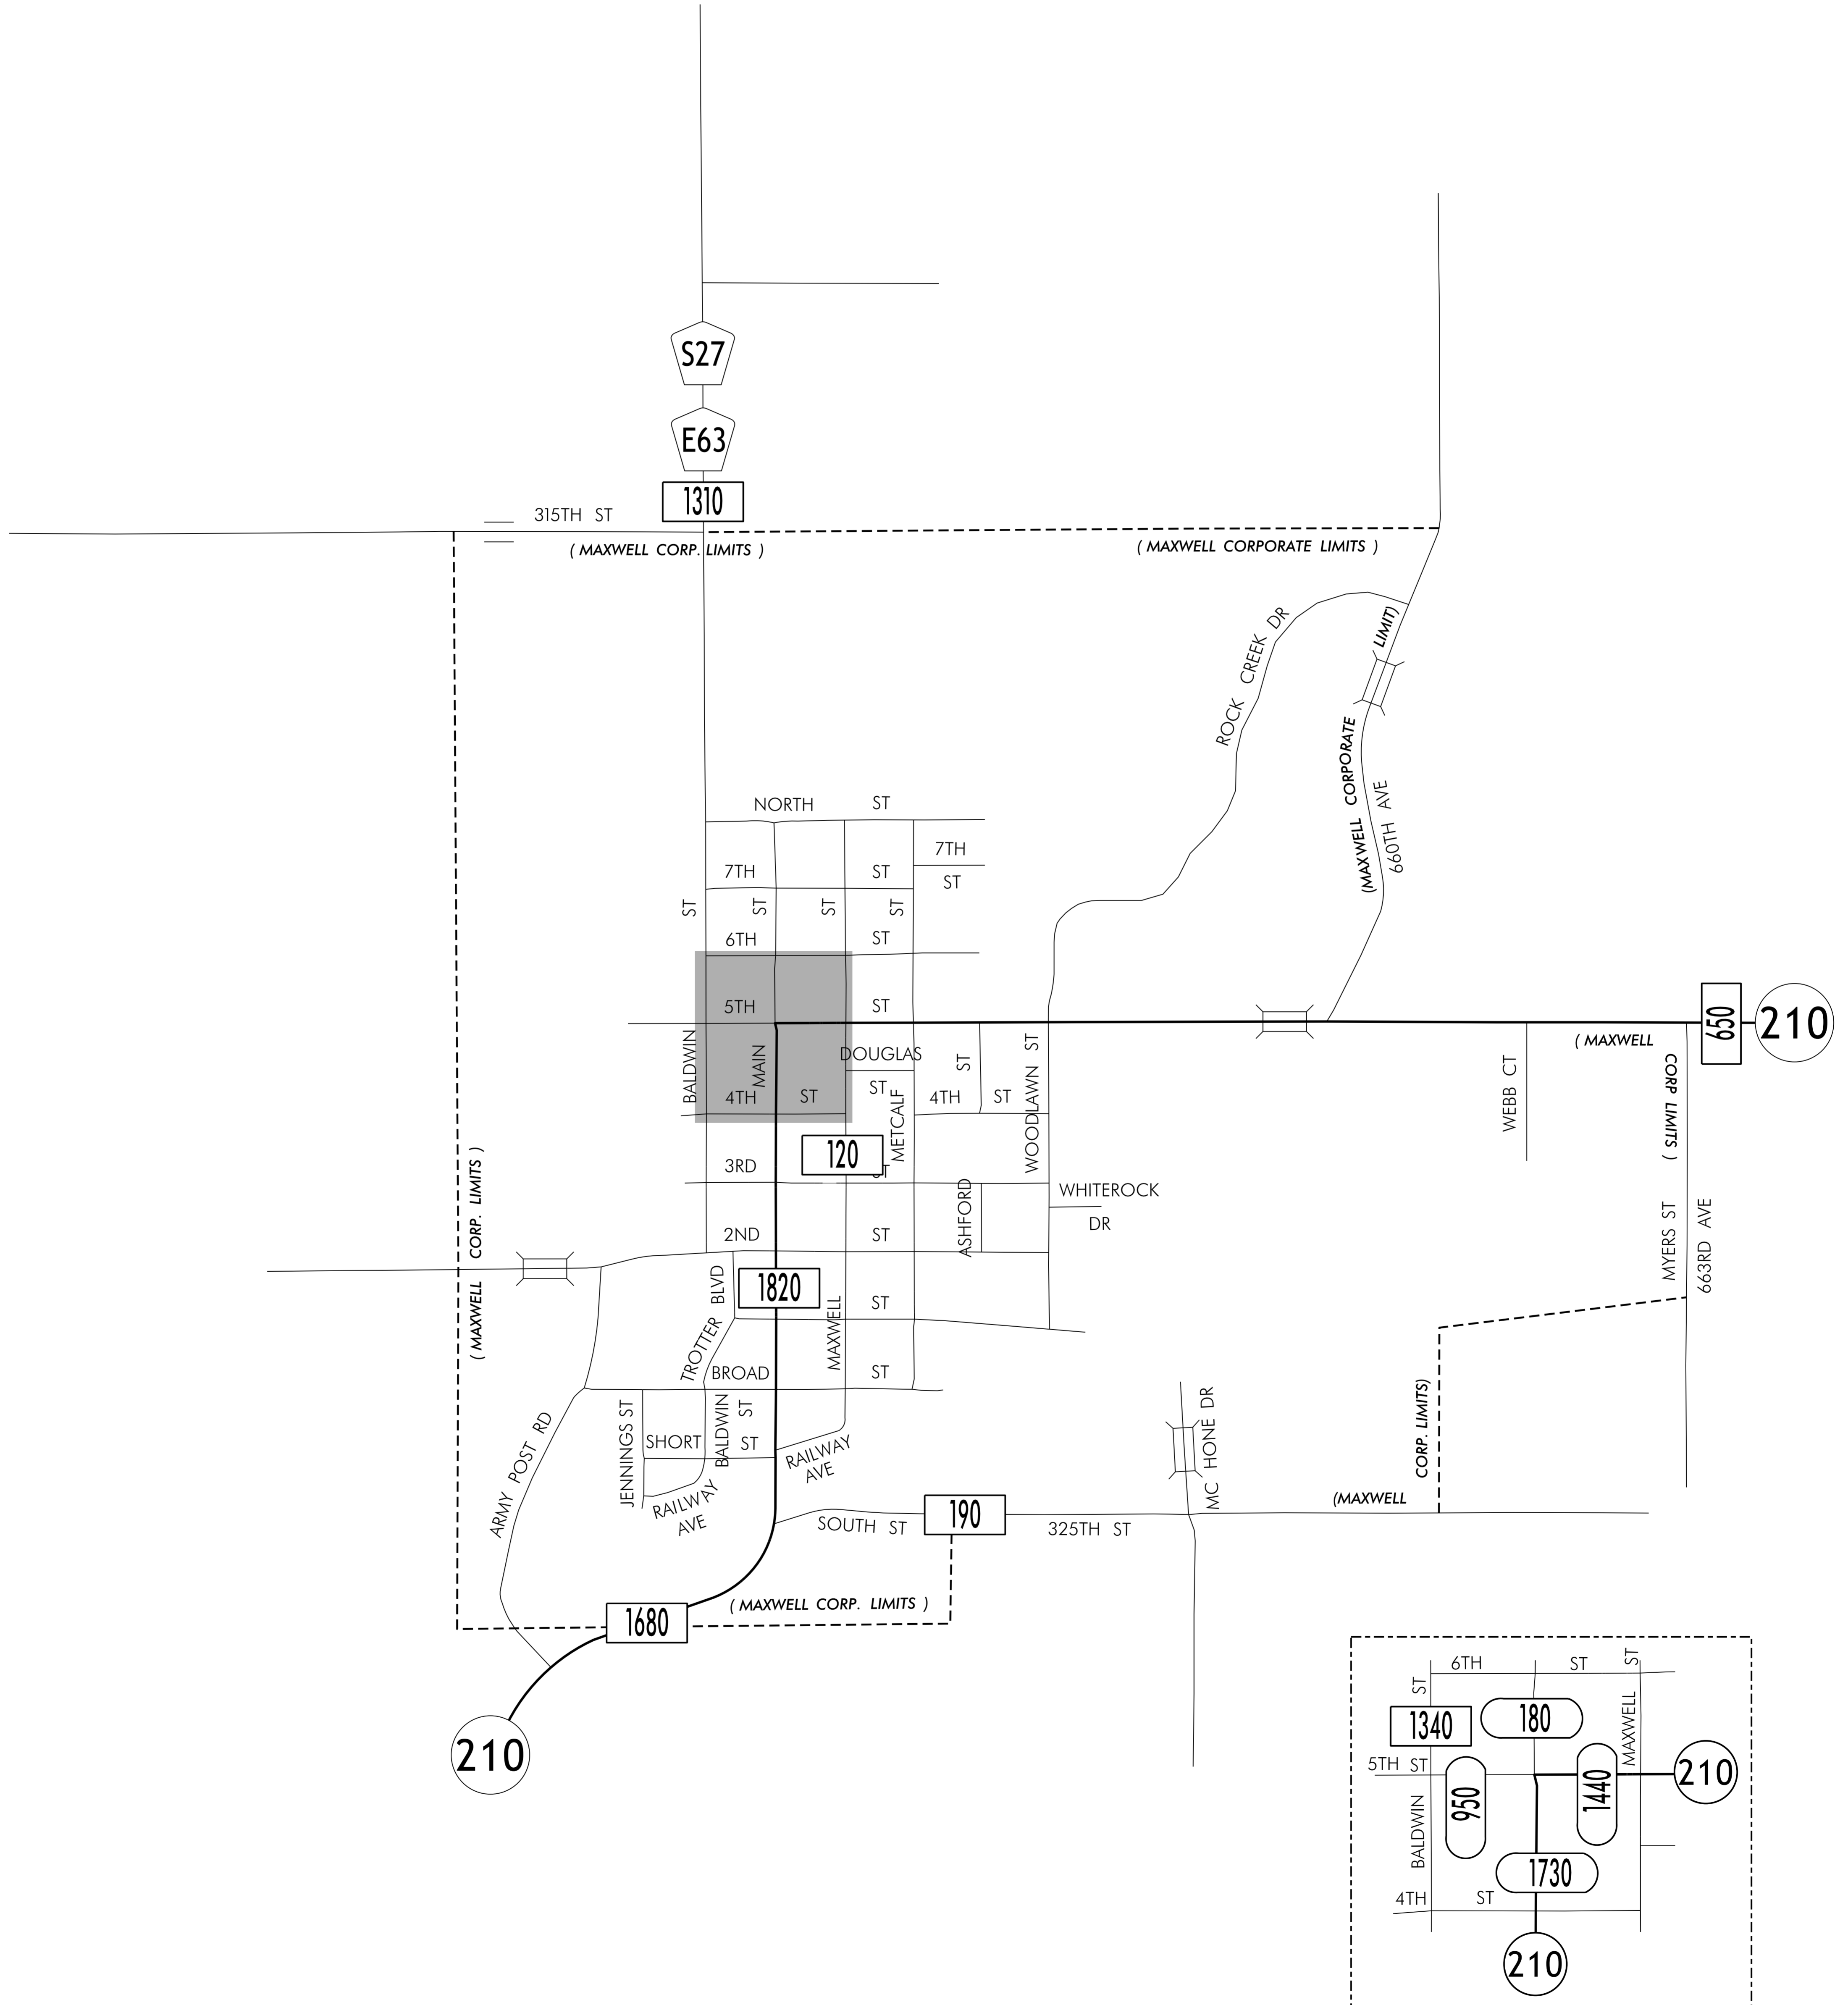 S27
E63
1310
315TH ST
( MAXWELL CORP. LIMITS )
( MAXWELL CORPORATE LIMITS )
ROCK CREEK DR
(MAXWELL CORPORATE LIMIT)
660TH AVE
NORTH ST
7TH ST
7TH
ST
ST
ST
ST
ST
6TH ST
5TH ST
650
210
( MAXWELL
CORP LIMITS )
BALDWIN
MAIN
DOUGLAS
ST
4TH ST
METCALF
4TH ST
ST
WOODLAWN ST
WEBB CT
120
3RD ST
ASHFORD
WHITEROCK
DR
MYERS ST
663RD AVE
( MAXWELL CORP. LIMITS )
2ND ST
TROTTER BLVD
1820
MAXWELL
ST
BROAD ST
ARMY POST RD
JENNINGS ST
SHORT ST
BALDWIN ST
RAILWAY
AVE
RAILWAY
AVE
MC HONE DR
CORP. LIMITS)
(MAXWELL
SOUTH ST
190
325TH ST
( MAXWELL CORP. LIMITS )
1680
210
6TH ST
ST
MAXWELL
ST
1340
180
5TH ST
950
1440
210
BALDWIN
1730
4TH ST
210